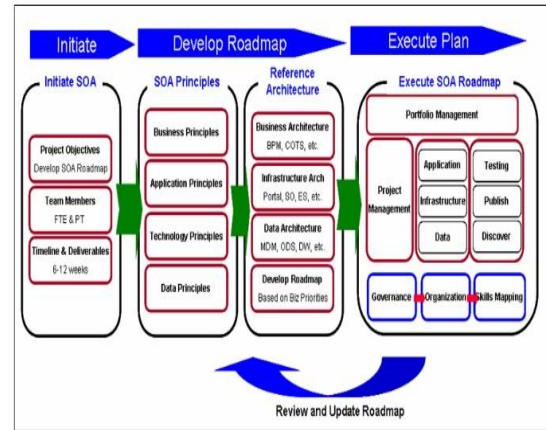 Initiate
Develop Roadmap
Execute Plan
Initiate SOA
Project Objectives
Develop SOA Roadmap
Team Members
FTE & PT
Timeline & Deliverables
6-12 weeks
SOA Principles
Business Principles
Application Principles
Technology Principles
Data Principles
Reference
Architecture
Business Architecture
BPM, COTS, etc.
Infrastructure Arch
Portal, SO, ES, etc.
Data Architecture
MDM, ODS, DW, etc.
Develop Roadmap
Based on Biz Priorities
Execute SOA Roadmap
Portfolio Management
Project
Management
Application
Infrastructure
Data
Testing
Publish
Discover
Governance
Organization
Skills Mapping
Review and Update Roadmap